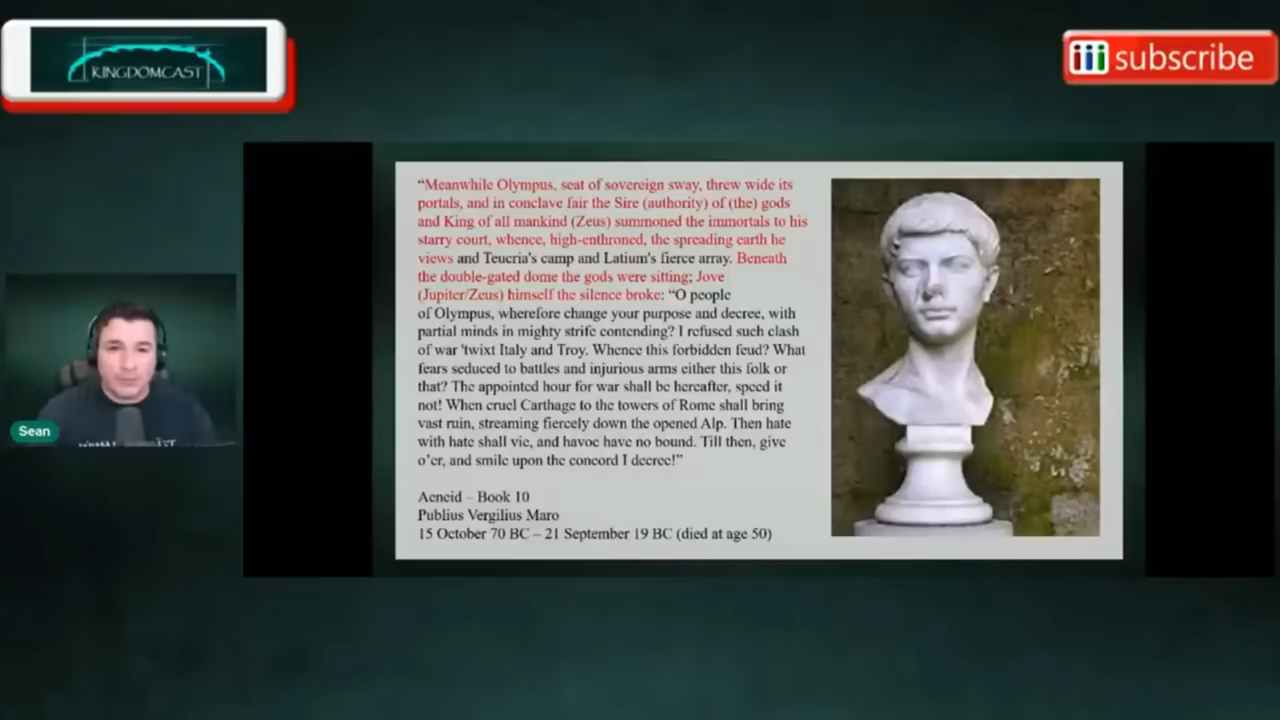 KINGDOMCAST
subscribe
“Meanwhile Olympus, seat of sovereign sway, threw wide its
portals, and in conclave fair the Sire (authority) of (the) gods
and King of all mankind (Zeus) summoned the immortals to his
starry court, whence, high-enthroned, the spreading earth he
views and Teucria's camp and Latium's fierce array. Beneath
the double-gated dome the gods were sitting; Jove
(Jupiter/Zeus) himself the silence broke: “O people
of Olympus, wherefore change your purpose and decree, with
partial minds in mighty strife contending? I refused such clash
of war 'twixt Italy and Troy. Whence this forbidden feud? What
fears seduced to battles and injurious arms either this folk or
that? The appointed hour for war shall be hereafter, speed it
not! When cruel Carthage to the towers of Rome shall bring
vast ruin, streaming fiercely down the opened Alp. Then hate
with hate shall vie, and havoc have no bound. Till then, give
o’er, and smile upon the concord I decree!”
Aeneid – Book 10
Publius Vergilius Maro
15 October 70 BC – 21 September 19 BC (died at age 50)
Sean